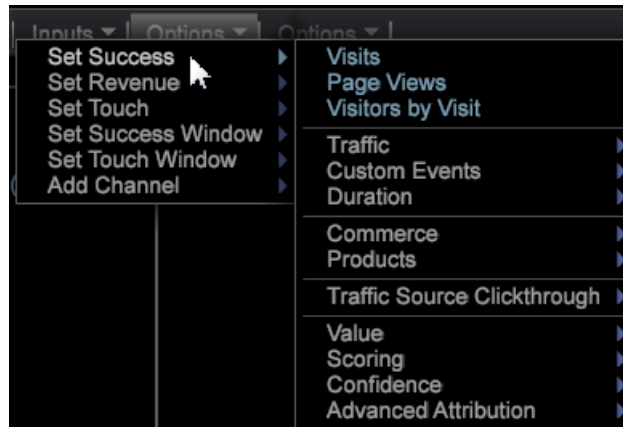 Inputs Options Options
Set Success
Set Revenue
Set Touch
Set Success Window
Set Touch Window
Add Channel
Visits
Page Views
Visitors by Visit
Traffic
Custom Events
Duration
Commerce
Products
Traffic Source Clickthrough
Value
Scoring
Confidence
Advanced Attribution